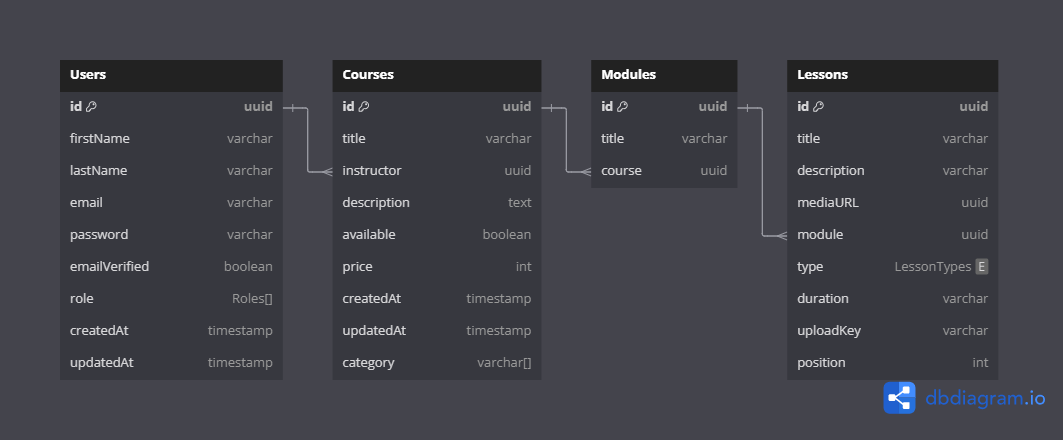 Users
id uuid
firstName varchar
lastName varchar
email varchar
password varchar
emailVerified boolean
role Roles[]
createdAt timestamp
updatedAt timestamp
Courses
id uuid
title varchar
instructor uuid
description text
available boolean
price int
createdAt timestamp
updatedAt timestamp
category varchar[]
Modules
id uuid
title varchar
course uuid
Lessons
id uuid
title varchar
description varchar
mediaURL uuid
module uuid
type LessonTypes E
duration varchar
uploadKey varchar
position int
dbdiagram.io